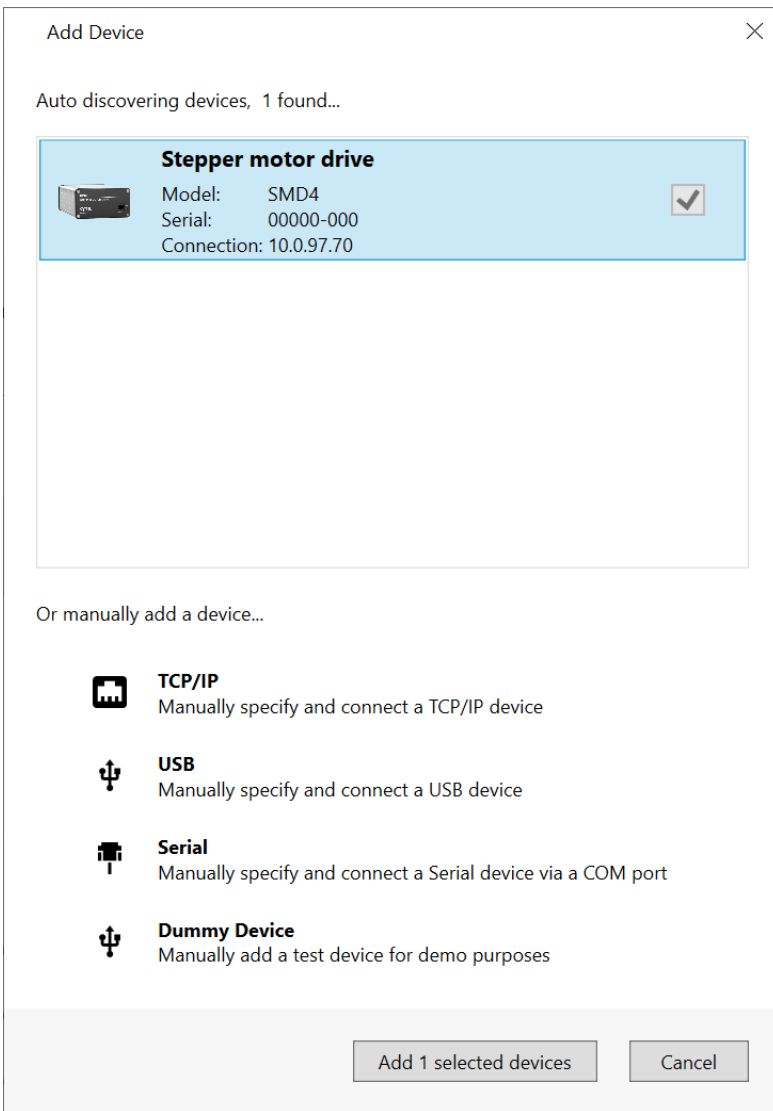 Add Device
Auto discovering devices, 1 found...
Stepper motor drive
Model: SMD4
Serial: 00000-000
Connection: 10.0.97.70
Or manually add a device...
TCP/IP
Manually specify and connect a TCP/IP device
USB
Manually specify and connect a USB device
Serial
Manually specify and connect a Serial device via a COM port
Dummy Device
Manually add a test device for demo purposes
Add 1 selected devices Cancel